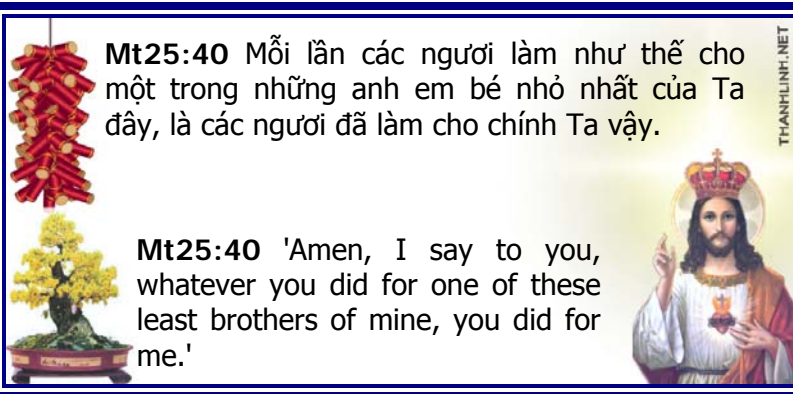 Mt25:40 Mỗi lần các ngươi làm như thế cho
một trong những anh em bé nhỏ nhất của Ta
đây, là các ngươi đã làm cho chính Ta vậy.
Mt25:40 'Amen, I say to you,
whatever you did for one of these
least brothers of mine, you did for
me.'
THANHLINH.NET